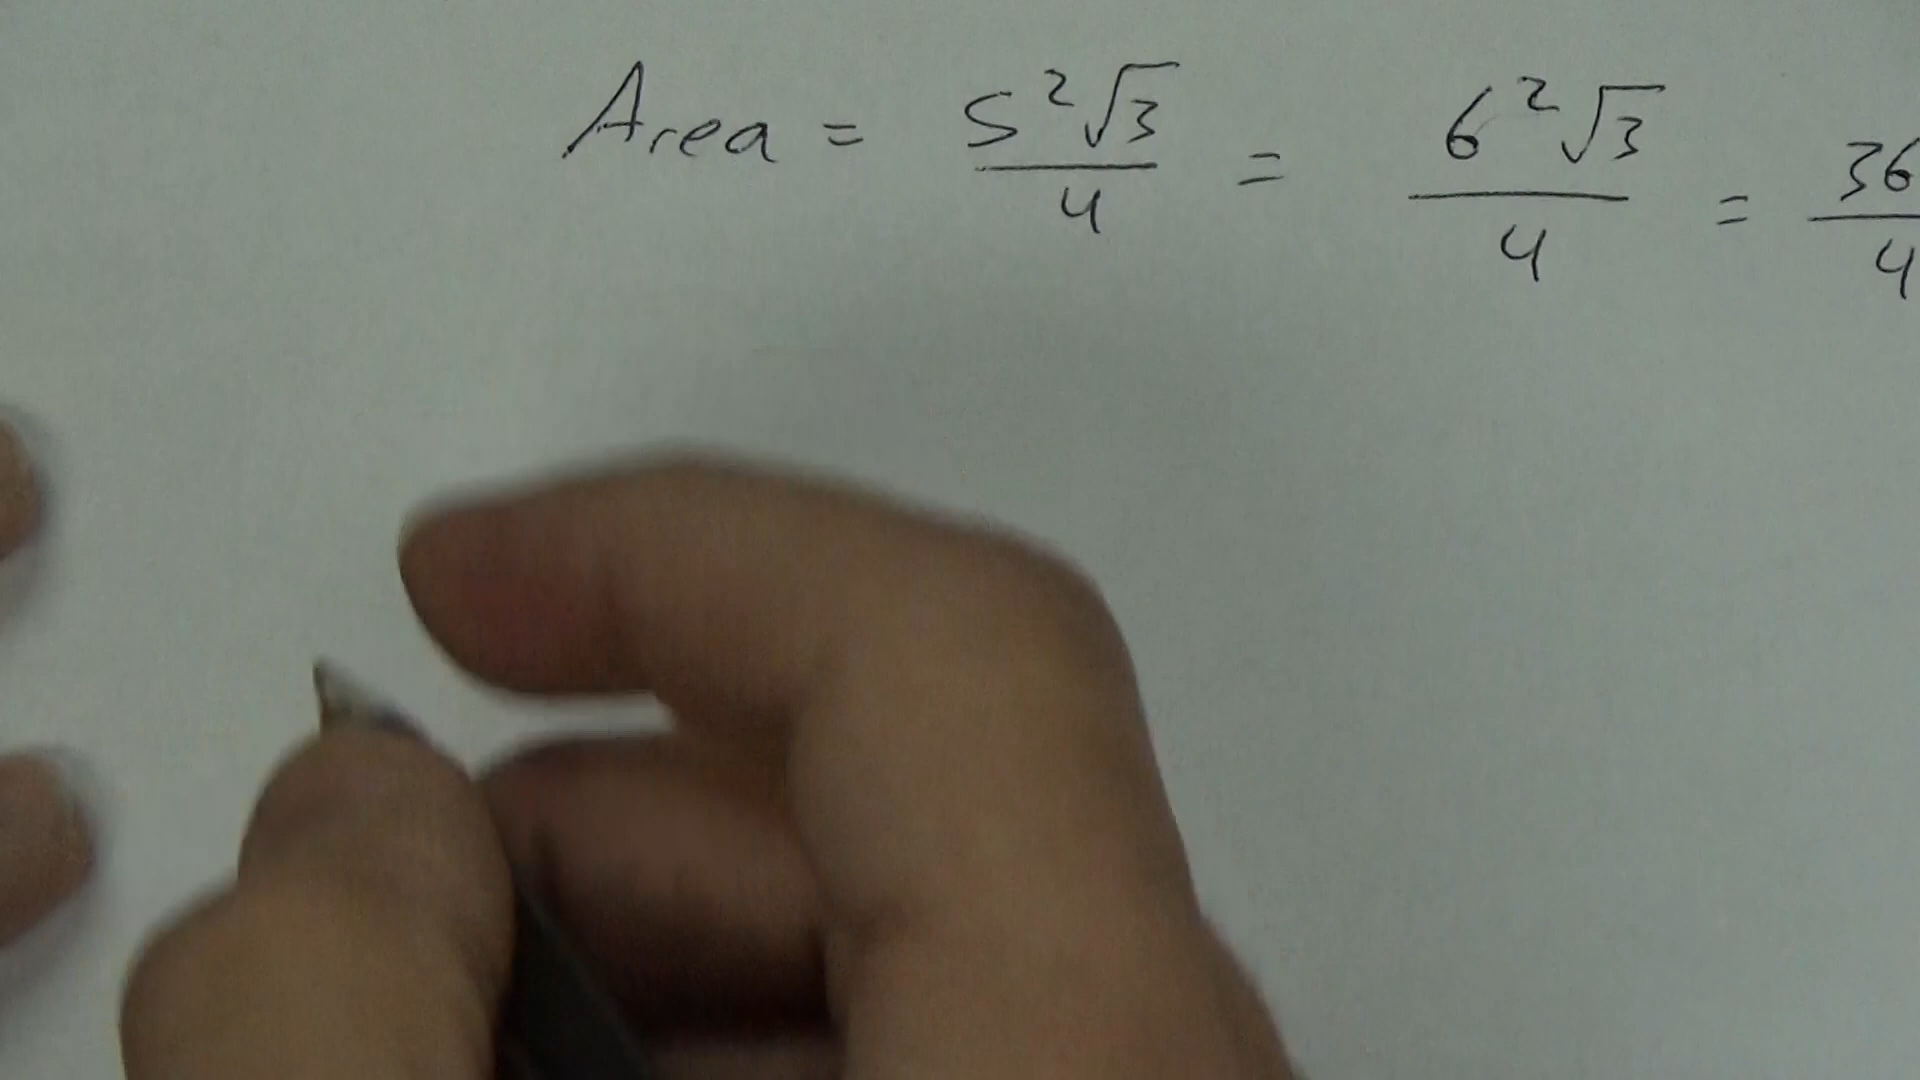 Area = s²√3/4 = 6²√3/4 = 36/4